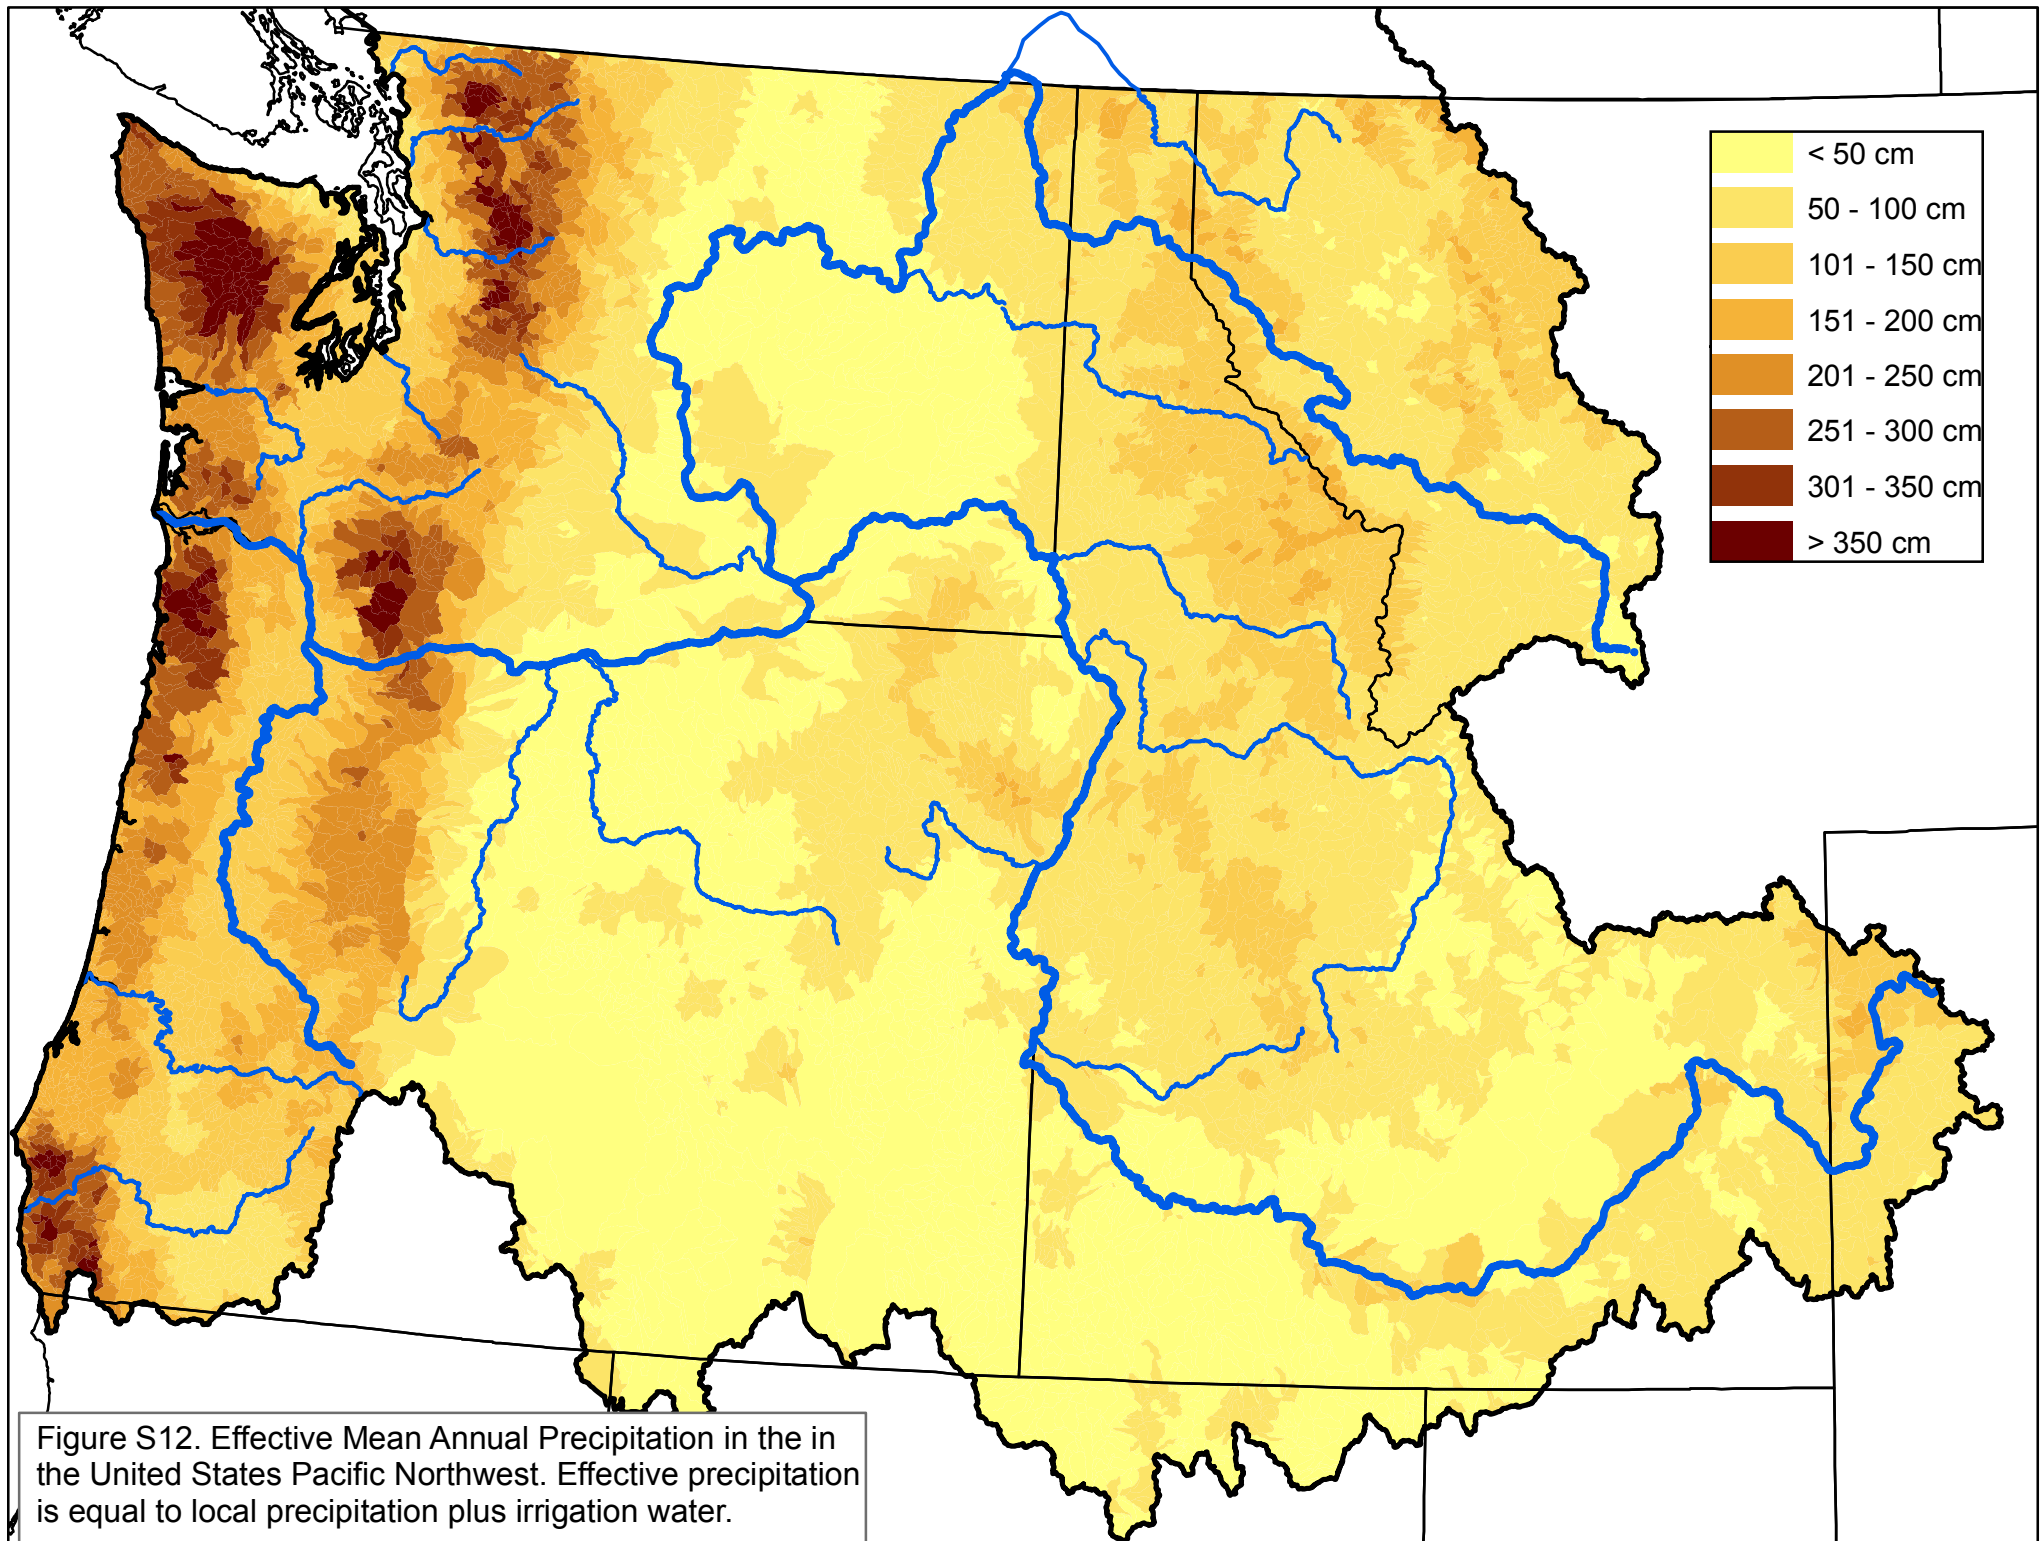 < 50 cm
50 - 100 cm
101 - 150 cm
151 - 200 cm
201 - 250 cm
251 - 300 cm
301 - 350 cm
> 350 cm
Figure S12. Effective Mean Annual Precipitation in the in
the United States Pacific Northwest. Effective precipitation
is equal to local precipitation plus irrigation water.